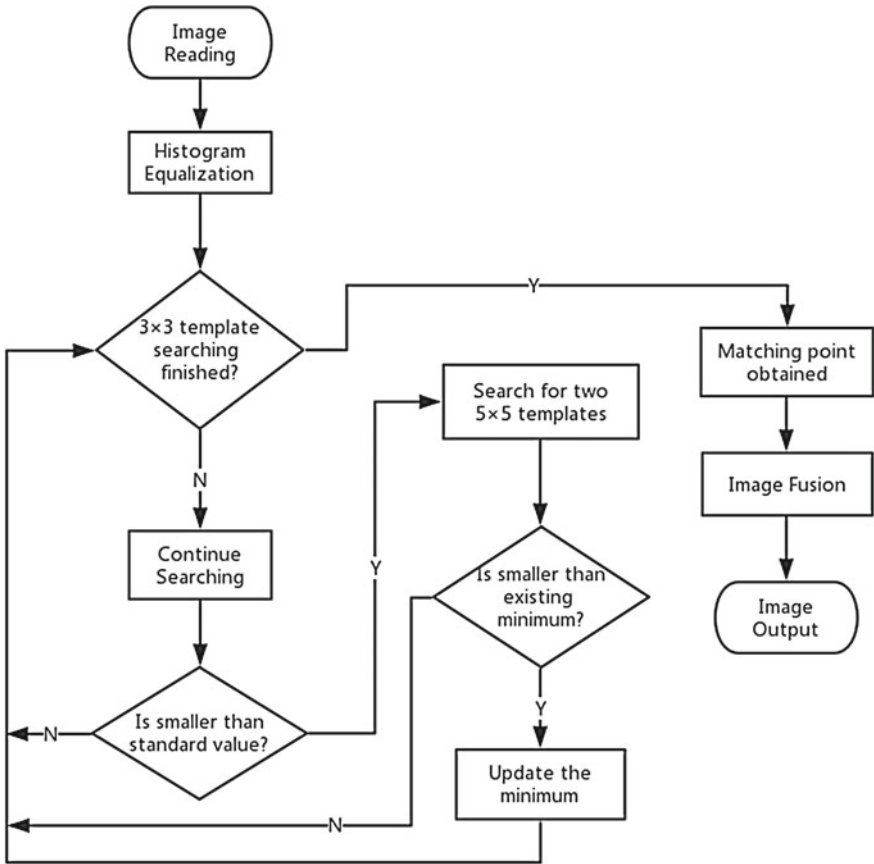 Image
Reading
Histogram
Equalization
Y
3×3 template
searching
finished?
Matching point
obtained
Search for two
5×5 templates
N
Image Fusion
Continue
Searching
Y
Is smaller than
existing
minimum?
Image
Output
Y
Is smaller than
standard value?
N
Update the
minimum
N